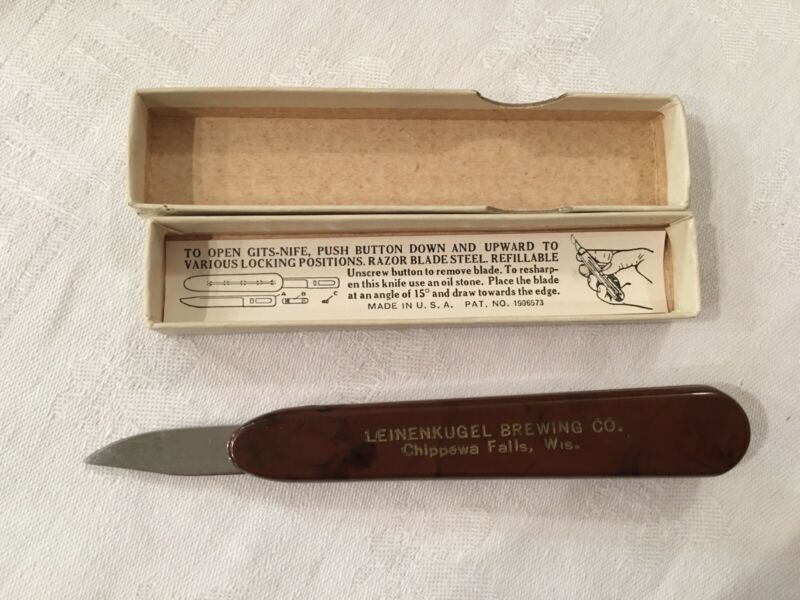 TO OPEN GITS-NIFE, PUSH BUTTON DOWN AND UPWARD TO
VARIOUS LOCKING POSITIONS. RAZOR BLADE STEEL. REFILLABLE
Unscrew button to remove blade. To resharp-
en this knife use an oil stone. Place the blade
at an angle of 15° and draw towards the edge.
MADE IN U.S.A. PAT. NO. 1906573
A B C
LEINENKUGEL BREWING CO.
Chippewa Falls, Wis.